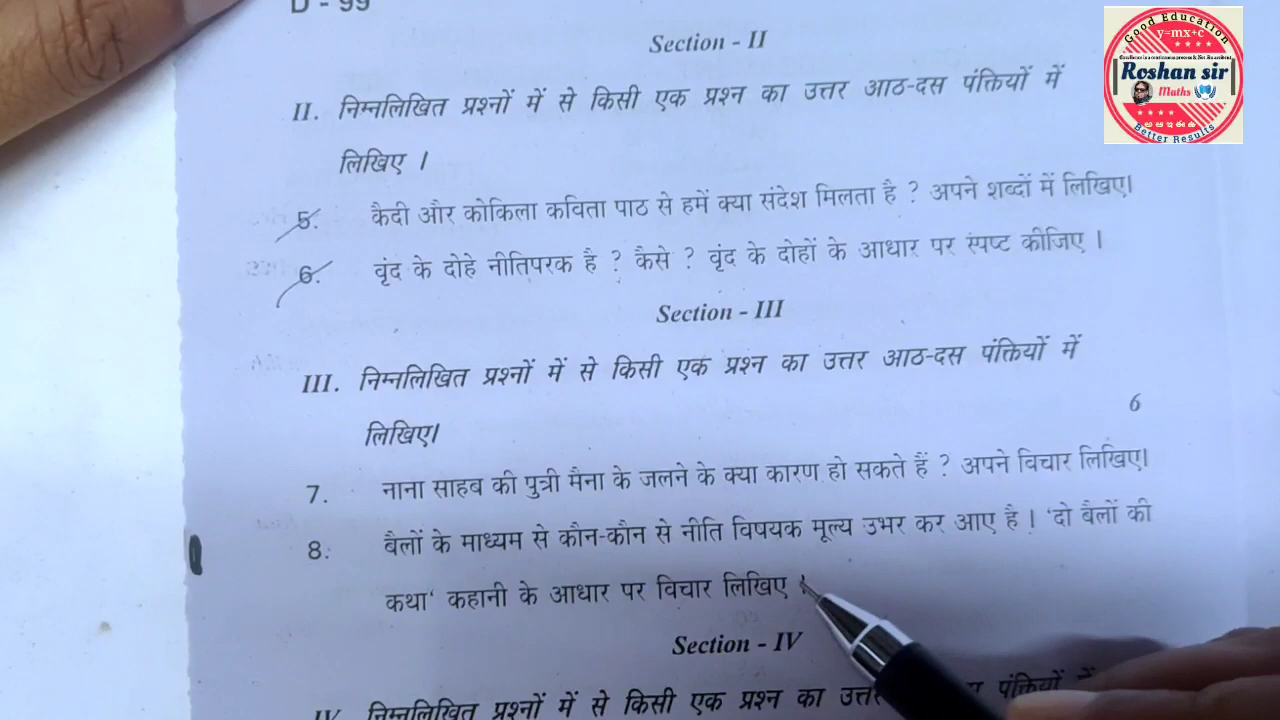 D - 99
Section - II
II. निम्नलिखित प्रश्नों में से किसी एक प्रश्न का उत्तर आठ-दस पंक्तियों में
लिखिए ।
5. कैदी और कोकिला कविता पाठ से हमें क्या संदेश मिलता है ? अपने शब्दों में लिखिए।
6. वृंद के दोहे नीतिपरक है ? कैसे ? वृंद के दोहों के आधार पर स्पष्ट कीजिए ।
Section - III
III. निम्नलिखित प्रश्नों में से किसी एक प्रश्न का उत्तर आठ-दस पंक्तियों में
लिखिए।
6
7. नाना साहब की पुत्री मैना के जलने के क्या कारण हो सकते हैं ? अपने विचार लिखिए।
8. बैलों के माध्यम से कौन-कौन से नीति विषयक मूल्य उभर कर आए है ! 'दो बैलों की
कथा' कहानी के आधार पर विचार लिखिए
Section - IV
IV. निम्नलिखित प्रश्नों में से किसी एक प्रश्न का उत्तर पंक्तियों में
Good Education
y=mx+c
Roshan sir
Maths
Better Results